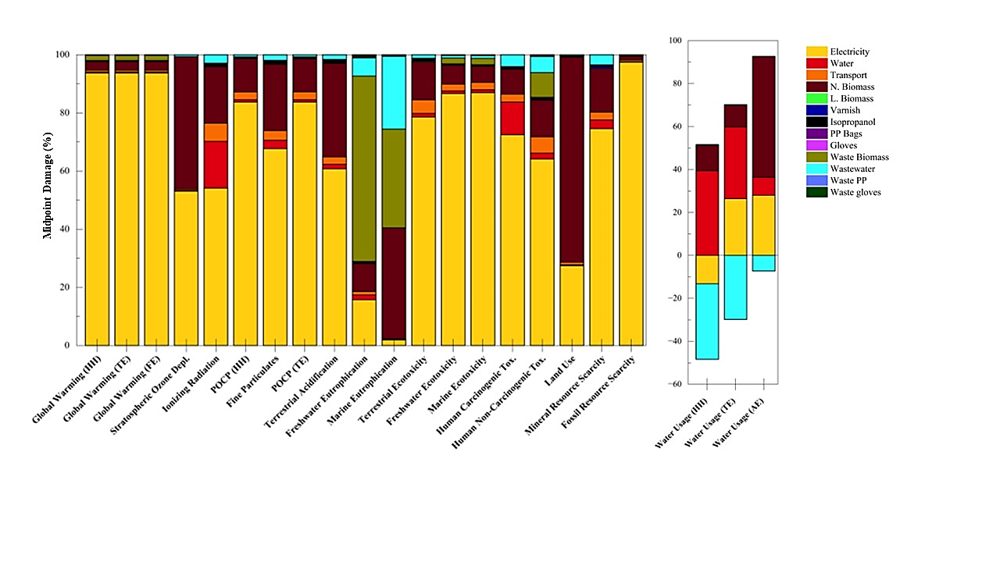 Midpoint Damage (%)
100
80
60
40
20
0
Global Warming (HH)
Global Warming (TE)
Global Warming (FE)
Stratospheric Ozone Depl.
Ionizing Radiation
POCP (HH)
Fine Particulates
POCP (TE)
Terrestrial Acidification
Freshwater Eutrophication
Marine Eutrophication
Terrestrial Ecotoxicity
Freshwater Ecotoxicity
Marine Ecotoxicity
Human Carcinogenic Tox.
Human Non-Carcinogenic Tox.
Land Use
Mineral Resource Scarcity
Fossil Resource Scarcity
100
80
60
40
20
0
−20
−40
−60
Water Usage (HH)
Water Usage (TE)
Water Usage (AE)
Electricity
Water
Transport
N. Biomass
L. Biomass
Varnish
Isopropanol
PP Bags
Gloves
Waste Biomass
Wastewater
Waste PP
Waste gloves